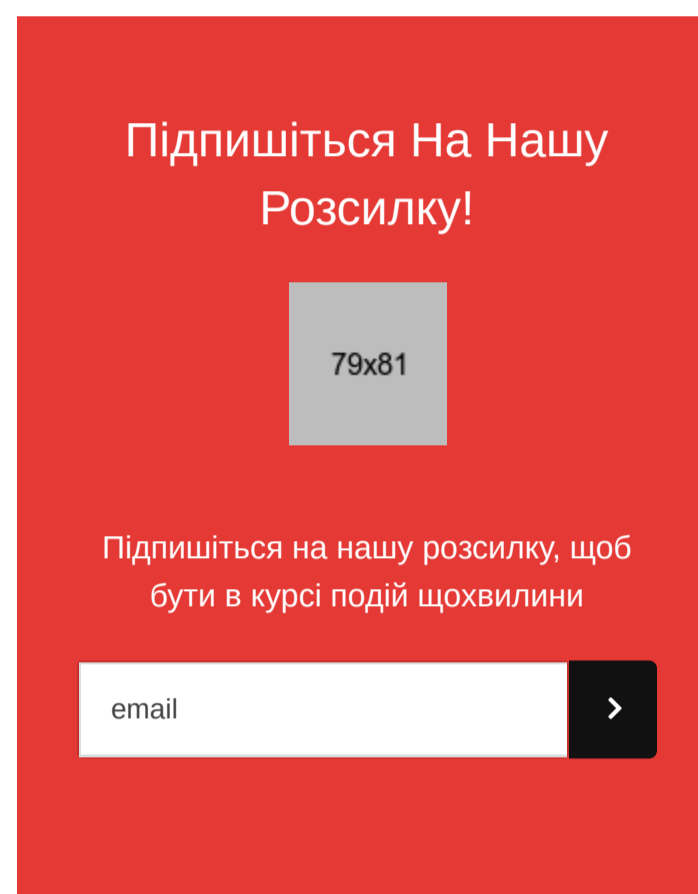 Підпишіться На Нашу
Розсилку!
79x81
Підпишіться на нашу розсилку, щоб
бути в курсі подій щохвилини
email